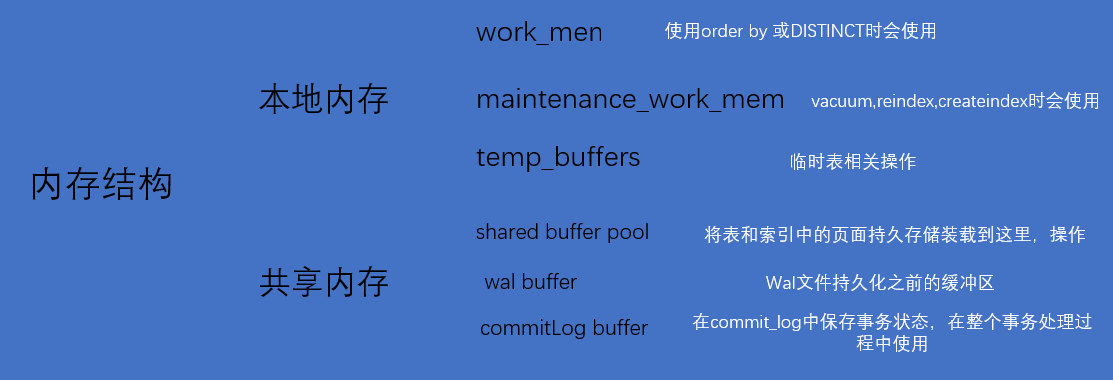 内存结构
本地内存
work_men
使用order by 或DISTINCT时会使用
maintenance_work_mem
vacuum,reindex,createindex时会使用
temp_buffers
临时表相关操作
共享内存
shared buffer pool
将表和索引中的页面持久存储装载到这里，操作
wal buffer
Wal文件持久化之前的缓冲区
commitLog buffer
在commit_log中保存事务状态，在整个事务处理过
程中使用